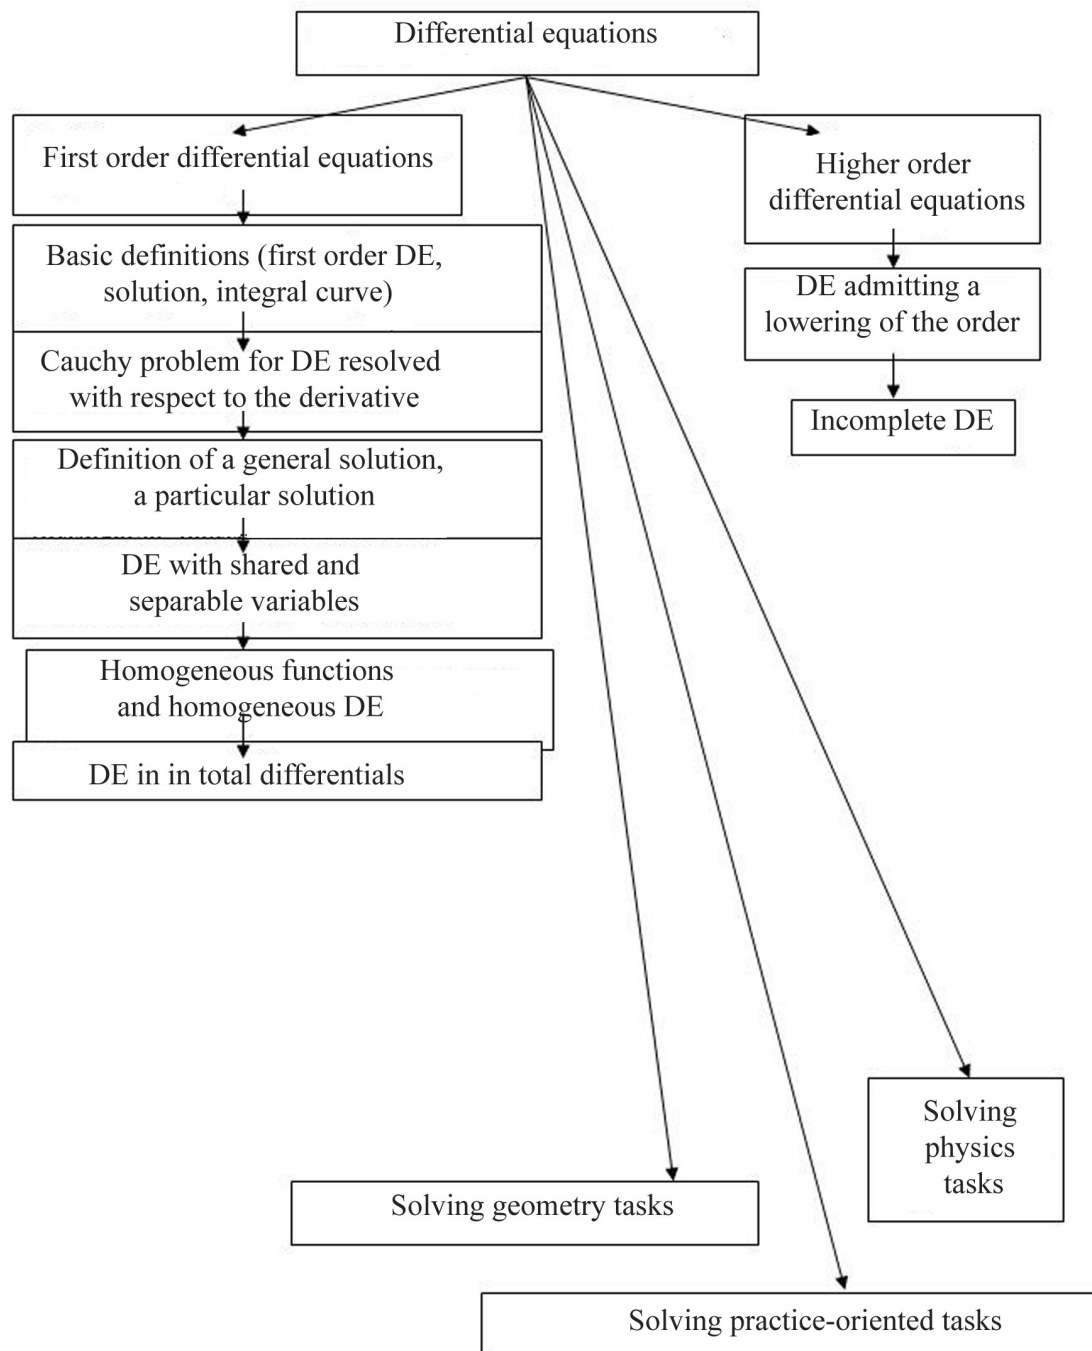 Differential equations
First order differential equations
Basic definitions (first order DE,
solution, integral curve)
Cauchy problem for DE resolved
with respect to the derivative
Definition of a general solution,
a particular solution
DE with shared and
separable variables
Homogeneous functions
and homogeneous DE
DE in in total differentials
Higher order
differential equations
DE admitting a
lowering of the order
Incomplete DE
Solving
physics
tasks
Solving geometry tasks
Solving practice-oriented tasks